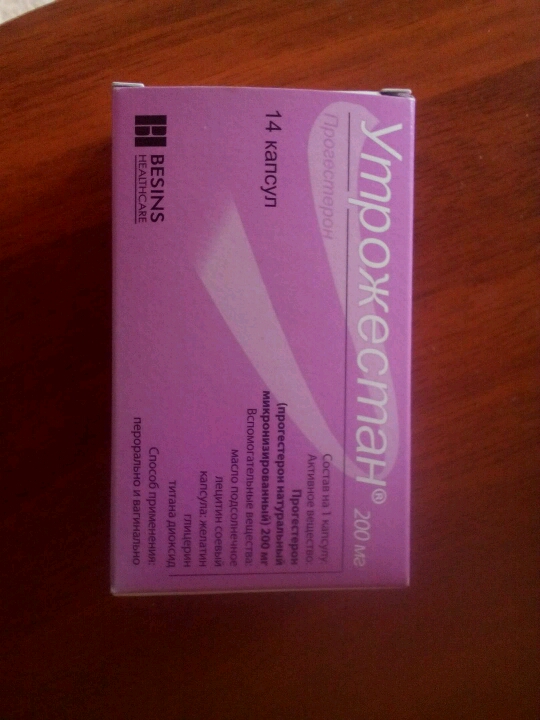 Утрожестан® 200 мг
Прогестерон
14 капсул
Состав на 1 капсулу:
Активное вещество:
Прогестерон
(прогестерон натуральный
микронизированный) 200 мг
Вспомогательные вещества:
масло подсолнечное
лецитин соевый
капсула: желатин
глицерин
титана диоксид
Способ применения:
перорально и вагинально
BESINS
HEALTHCARE